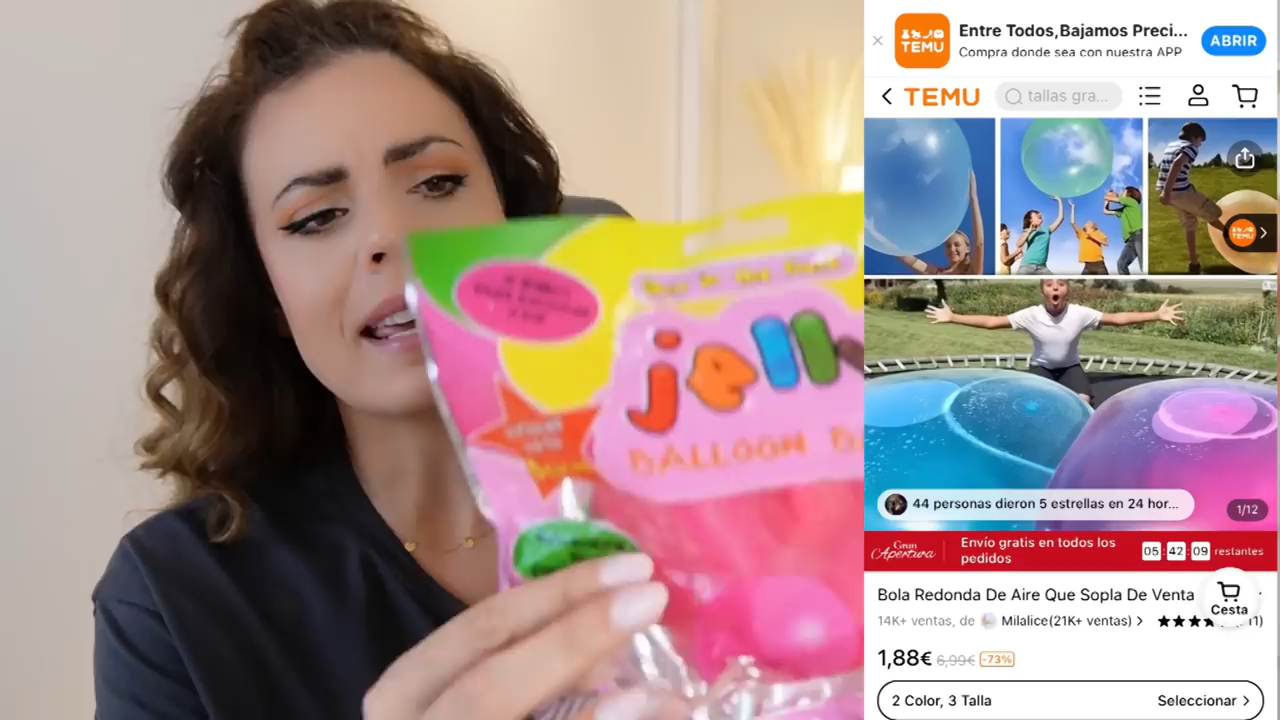 jell
BALLOON B
TEMU
Entre Todos,Bajamos Preci...
Compra donde sea con nuestra APP
ABRIR
TEMU
tallas gra...
TEMU
44 personas dieron 5 estrellas en 24 hor...
1/12
Gran Apertura
Envío gratis en todos los pedidos
05:42:09 restantes
Bola Redonda De Aire Que Sopla De Venta
Cesta
14K+ ventas, de Milalice(21K+ ventas)
1,88€ 6,99€ -73%
2 Color, 3 Talla
Seleccionar